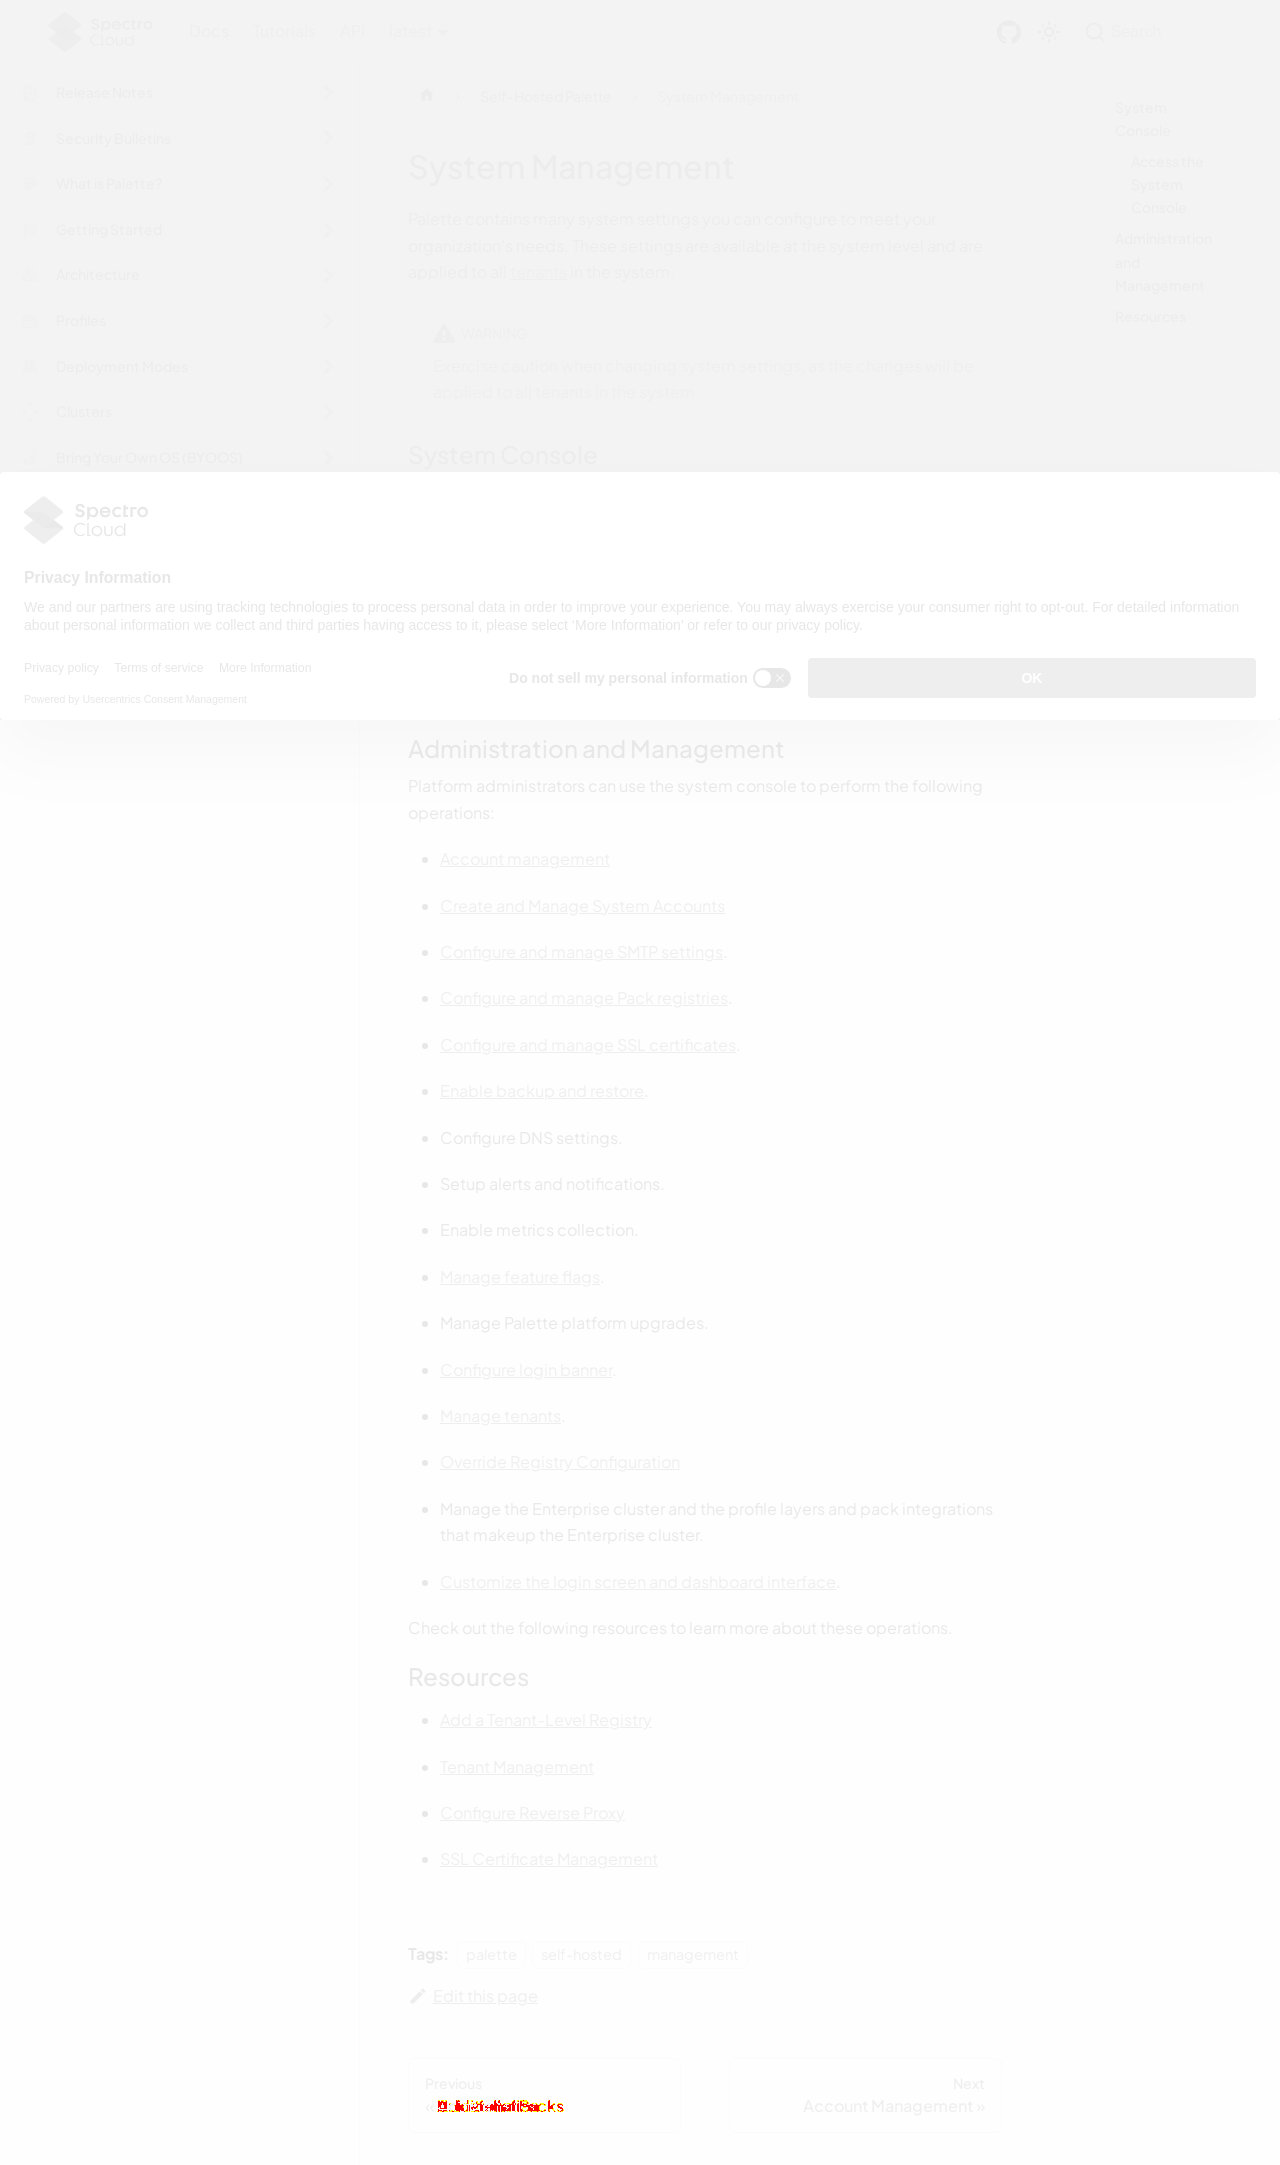 Spectro
Cloud
Docs
Tutorials
API
latest
Search
Release Notes
Security Bulletins
What is Palette?
Getting Started
Architecture
Profiles
Deployment Modes
Clusters
Bring Your Own OS (BYOOS)
Self-Hosted Palette
System Management
System Management
Palette contains many system settings you can configure to meet your
organization's needs. These settings are available at the system level and are
applied to all tenants in the system.
WARNING
Exercise caution when changing system settings, as the changes will be
applied to all tenants in the system.
System Console
System
Console
Access the
System
Console
Administration
and
Management
Resources
Spectro
Cloud
Privacy Information
We and our partners are using tracking technologies to process personal data in order to improve your experience. You may always exercise your consumer right to opt-out. For detailed information
about personal information we collect and third parties having access to it, please select 'More Information' or refer to our privacy policy.
Privacy policy
Terms of service
More Information
Powered by Usercentrics Consent Management
Do not sell my personal information
OK
Administration and Management
Platform administrators can use the system console to perform the following
operations:
Account management
Create and Manage System Accounts
Configure and manage SMTP settings.
Configure and manage Pack registries.
Configure and manage SSL certificates.
Enable backup and restore.
Configure DNS settings.
Setup alerts and notifications.
Enable metrics collection.
Manage feature flags.
Manage Palette platform upgrades.
Configure login banner.
Manage tenants.
Override Registry Configuration
Manage the Enterprise cluster and the profile layers and pack integrations
that makeup the Enterprise cluster.
Customize the login screen and dashboard interface.
Check out the following resources to learn more about these operations.
Resources
Add a Tenant-Level Registry
Tenant Management
Configure Reverse Proxy
SSL Certificate Management
Tags:
palette
self-hosted
management
Edit this page
Previous
«
Next
Account Management »